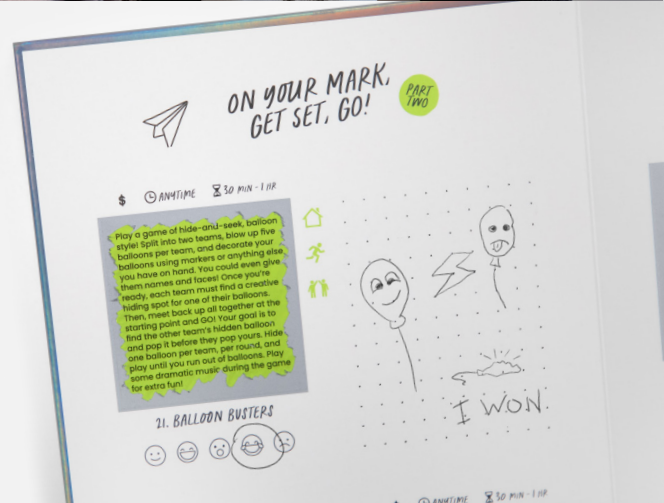 ON YOUR MARK,
GET SET, GO!
PART
TWO
$ ANYTIME 30 MIN - 1 HR
Play a game of hide-and-seek, balloon
style! Split into two teams, blow up five
balloons per team, and decorate your
balloons using markers or anything else
you have on hand. You could even give
them names and faces! Once you're
ready, each team must find a creative
hiding spot for one of their balloons.
Then, meet back up all together at the
starting point and GO! Your goal is to
find the other team's hidden balloon
and pop it before they pop yours. Hide
one balloon per team, per round, and
play until you run out of balloons. Play
some dramatic music during the game
for extra fun!
21. BALLOON BUSTERS
I WON.
ANYTIME 30 MIN - 1 HR